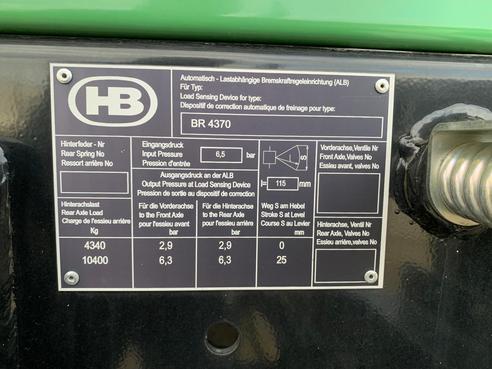 HB
Automatisch - Lastabhängige Bremskraftregeleinrichtung (ALB)
Für Typ:
Load Sensing Device for type:
Dispositif de correction automatique de freinage pour type:
BR 4370
Hinterfeder - Nr
Rear Spring No
Ressort arrière No
Eingangsdruck
Input Pressure
Pression d'entrée
6,5 bar
S
l= 115 mm
Vorderachse, Ventile Nr
Front Axle, Valves No
Essieu avant, valves No
Ausgangsdruck an der ALB
Output Pressure at Load Sensing Device
Pression de sortie au dispositif de correction
Hinterachslast
Rear Axle Load
Charge de l'essieu arrière
Kg
Für die Vorderachse
to the Front Axle
pour l'essieu avant
bar
Für die Hinterachse
to the Rear Axle
pour l'essieu arrière
bar
Weg S am Hebel
Stroke S at Level
Course S au Levier
mm
Hinterachse, Ventile Nr
Rear Axle, Valves No
Essieu arrière, valves No
4340 2,9 2,9 0
10400 6,3 6,3 25